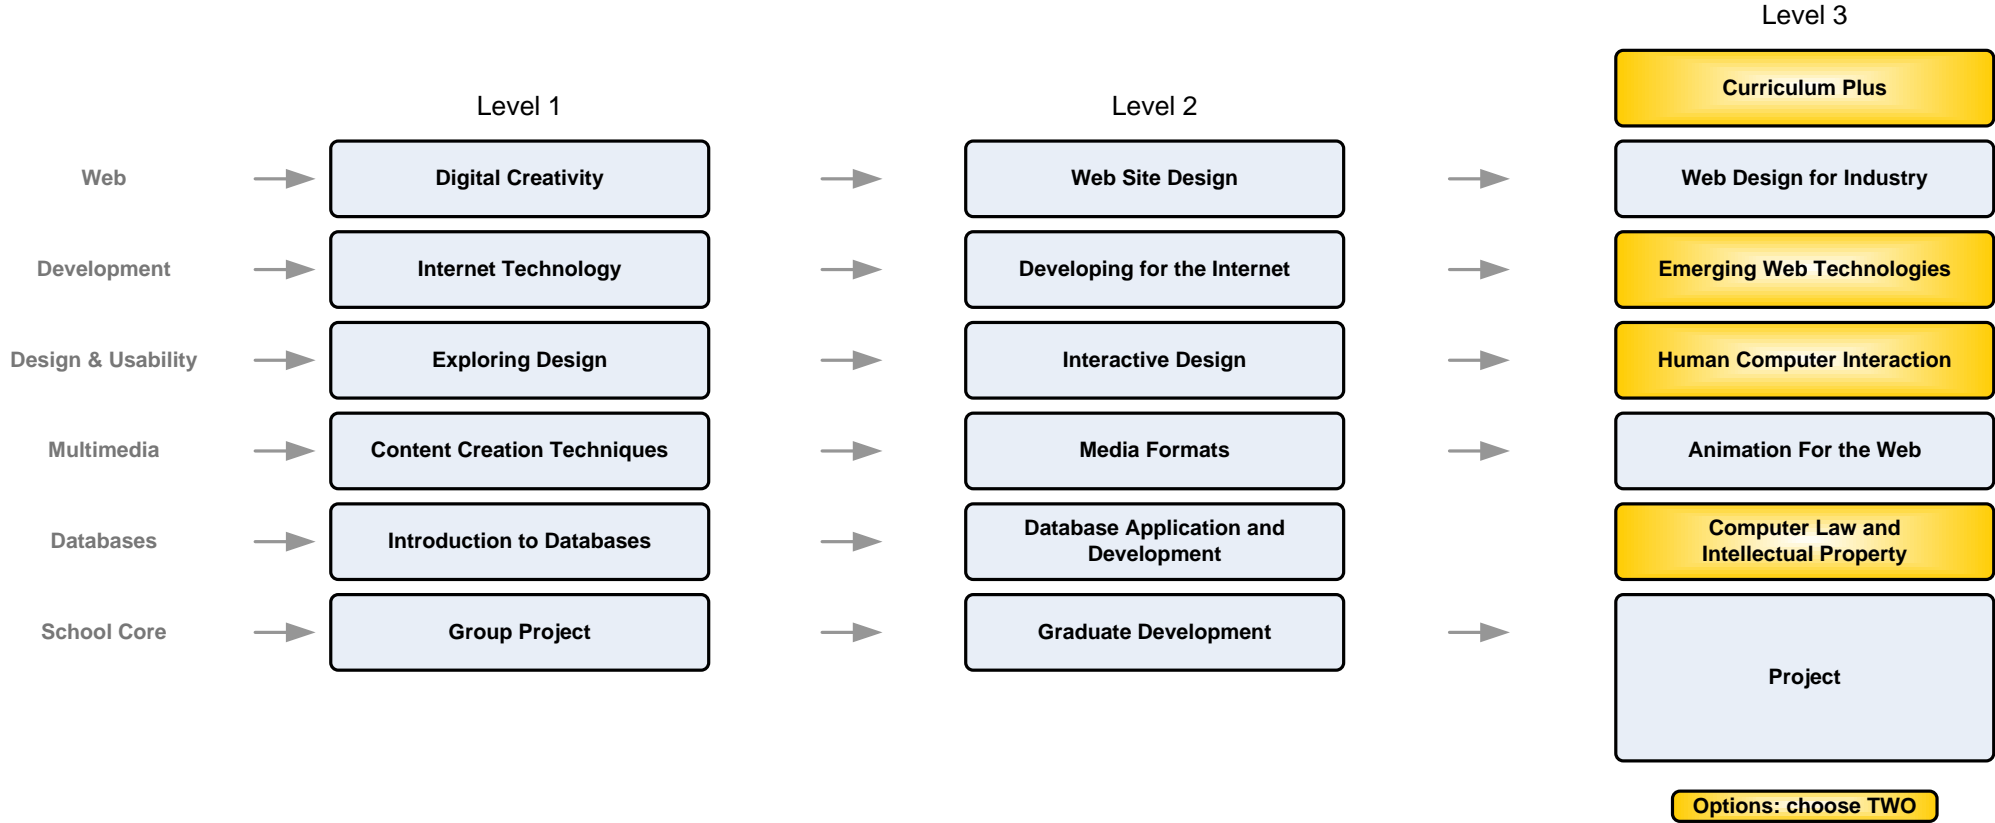 Level 3
Curriculum Plus
Level 1
Level 2
Web
Digital Creativity
Web Site Design
Web Design for Industry
Development
Internet Technology
Developing for the Internet
Emerging Web Technologies
Design & Usability
Exploring Design
Interactive Design
Human Computer Interaction
Multimedia
Content Creation Techniques
Media Formats
Animation For the Web
Databases
Introduction to Databases
Database Application and
Development
Computer Law and
Intellectual Property
School Core
Group Project
Graduate Development
Project
Options: choose TWO